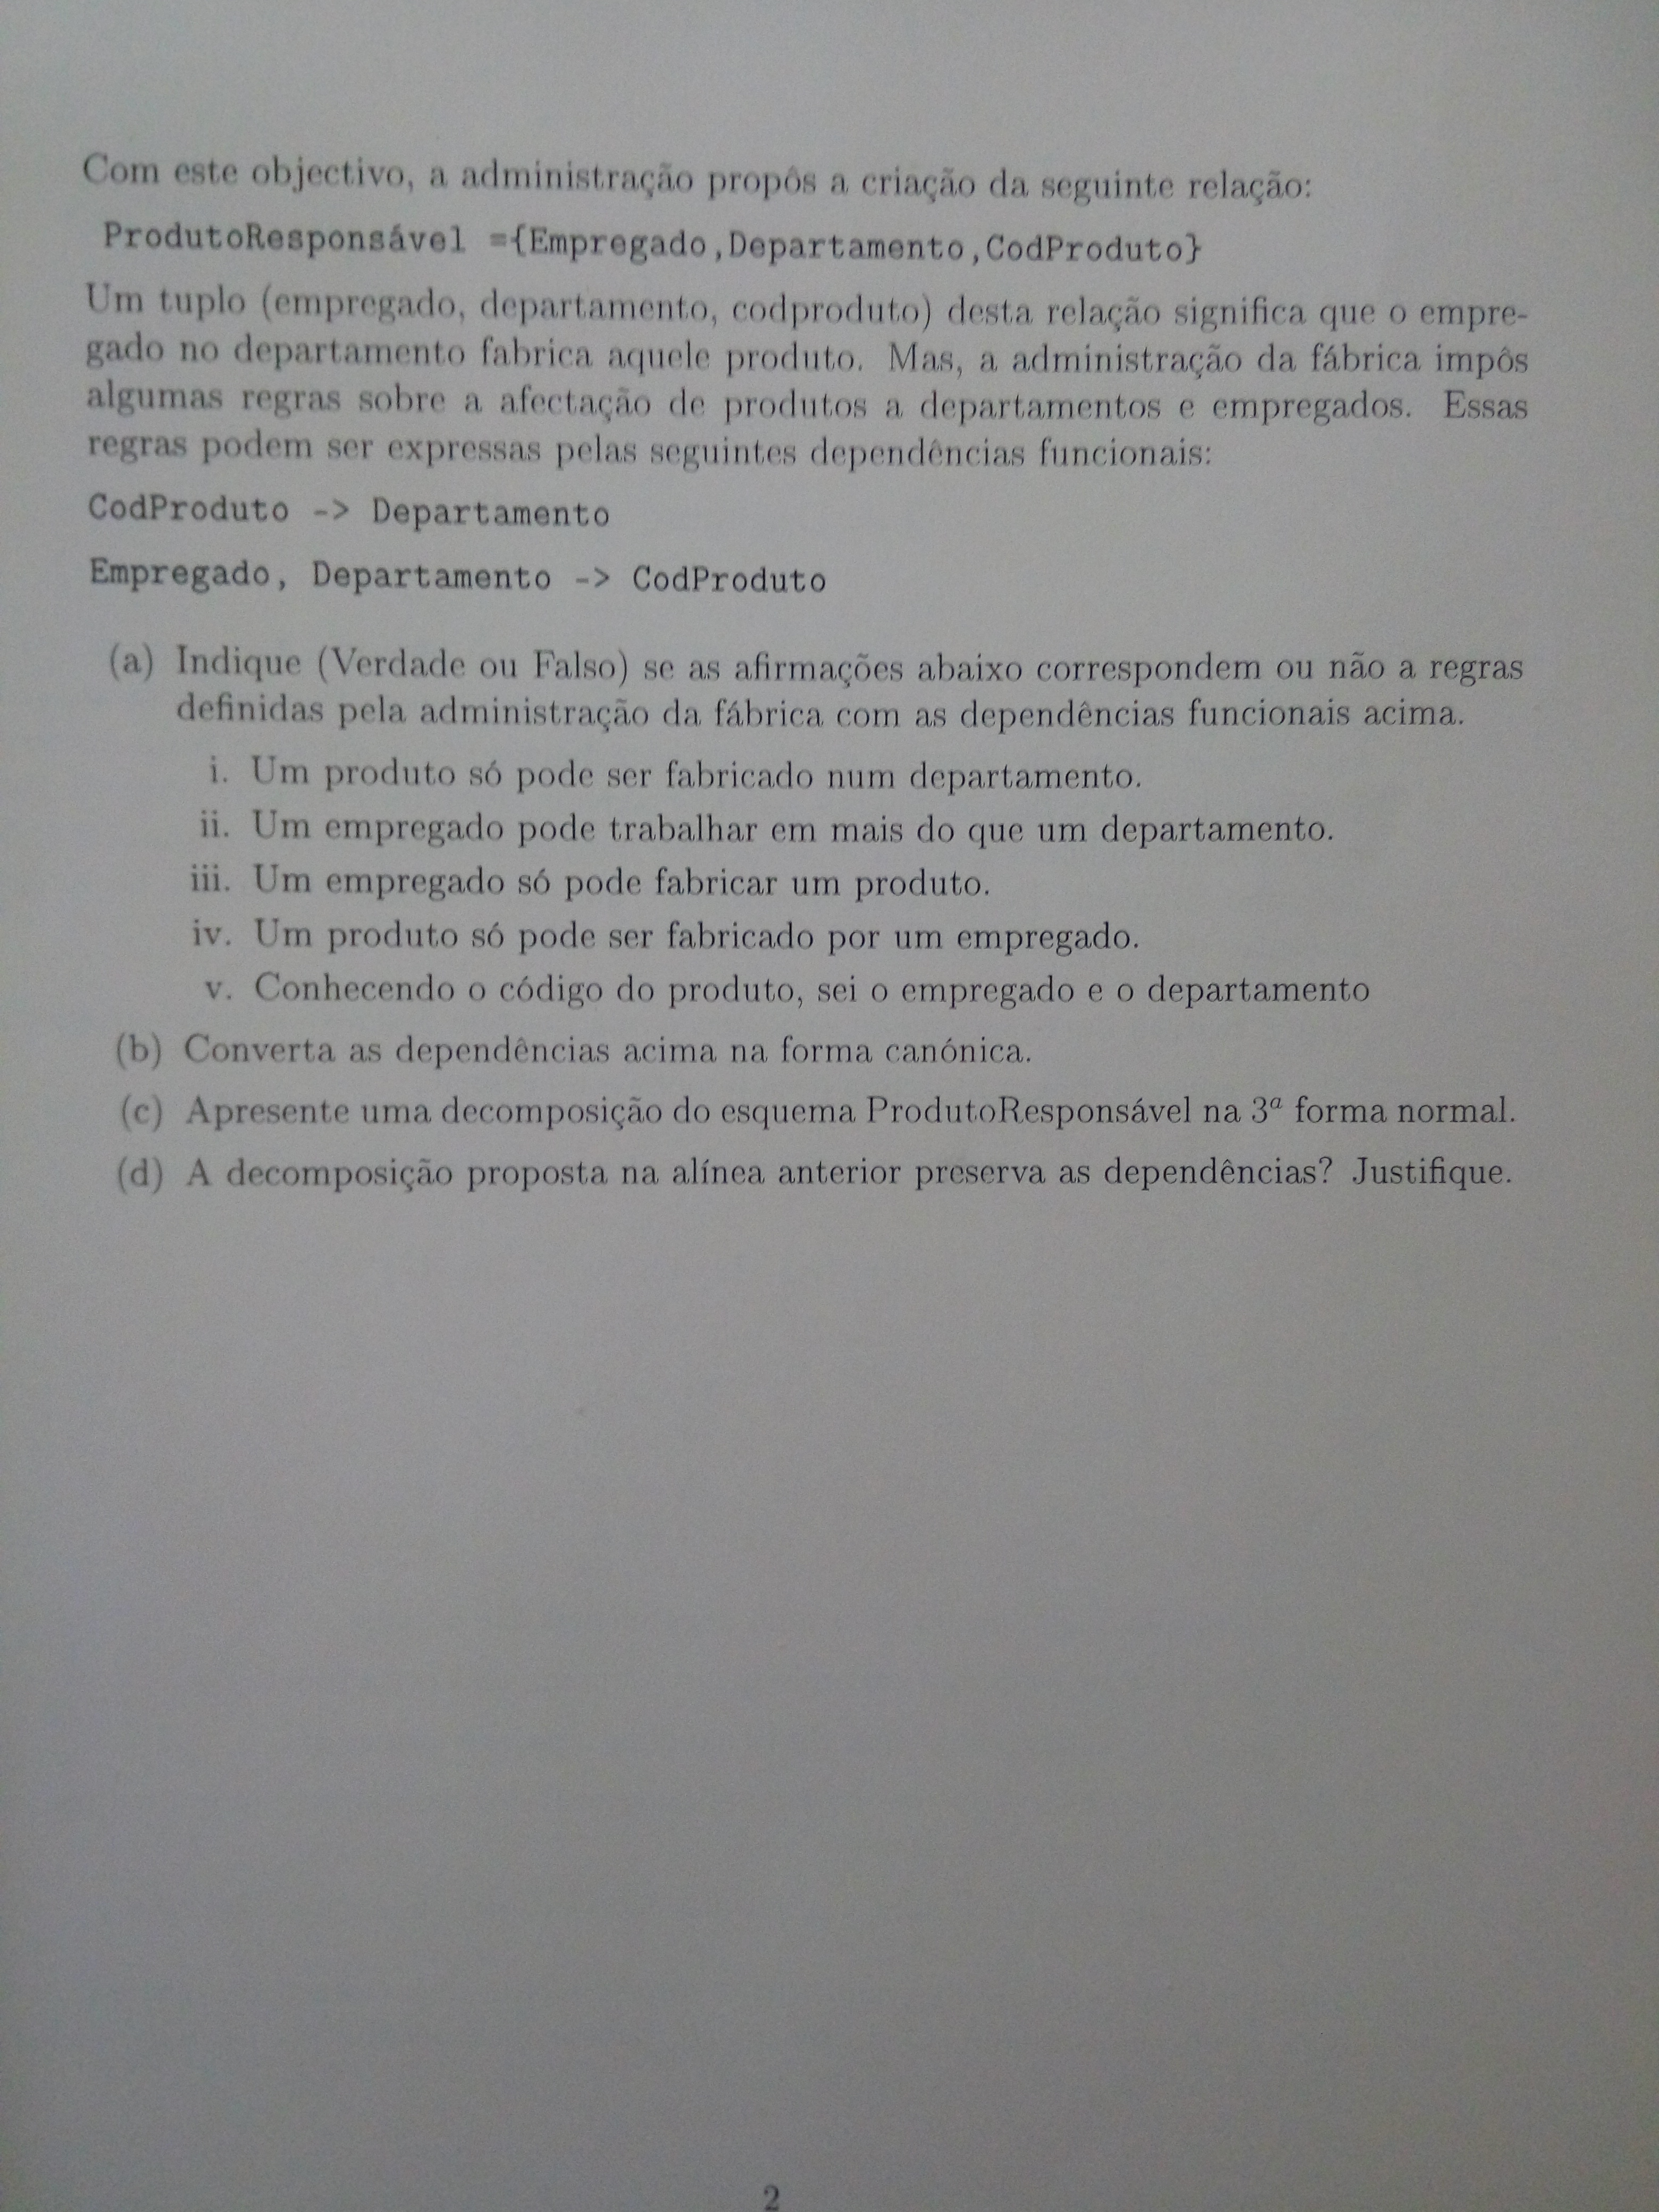 Com este objectivo, a administração propôs a criação da seguinte relação:
ProdutoResponsável ={Empregado,Departamento,CodProduto}
Um tuplo (empregado, departamento, codproduto) desta relação significa que o empre-
gado no departamento fabrica aquele produto. Mas, a administração da fábrica impôs
algumas regras sobre a afectação de produtos a departamentos e empregados. Essas
regras podem ser expressas pelas seguintes dependências funcionais:
CodProduto -> Departamento
Empregado, Departamento -> CodProduto
(a) Indique (Verdade ou Falso) se as afirmações abaixo correspondem ou não a regras
definidas pela administração da fábrica com as dependências funcionais acima.
i. Um produto só pode ser fabricado num departamento.
ii. Um empregado pode trabalhar em mais do que um departamento.
iii. Um empregado só pode fabricar um produto.
iv. Um produto só pode ser fabricado por um empregado.
v. Conhecendo o código do produto, sei o empregado e o departamento
(b) Converta as dependências acima na forma canónica.
(c) Apresente uma decomposição do esquema ProdutoResponsável na 3ª forma normal.
(d) A decomposição proposta na alínea anterior preserva as dependências? Justifique.
2